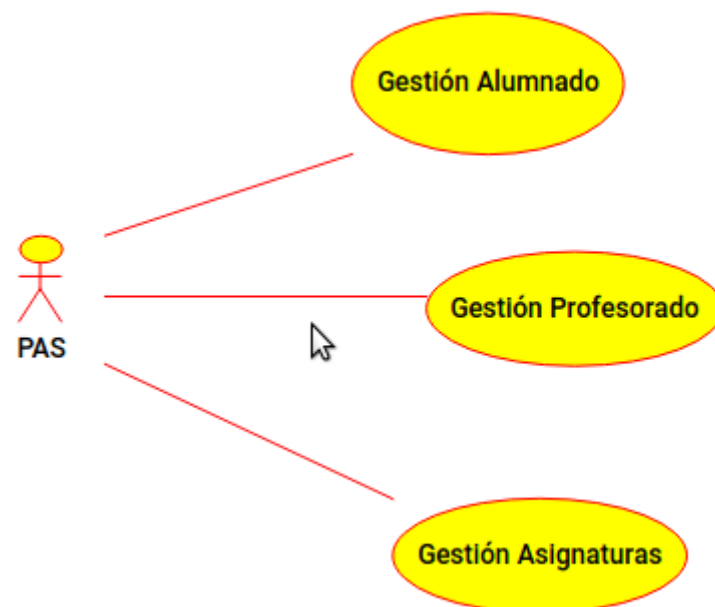 Gestión Alumnado
Gestión Profesorado
PAS
Gestión Asignaturas